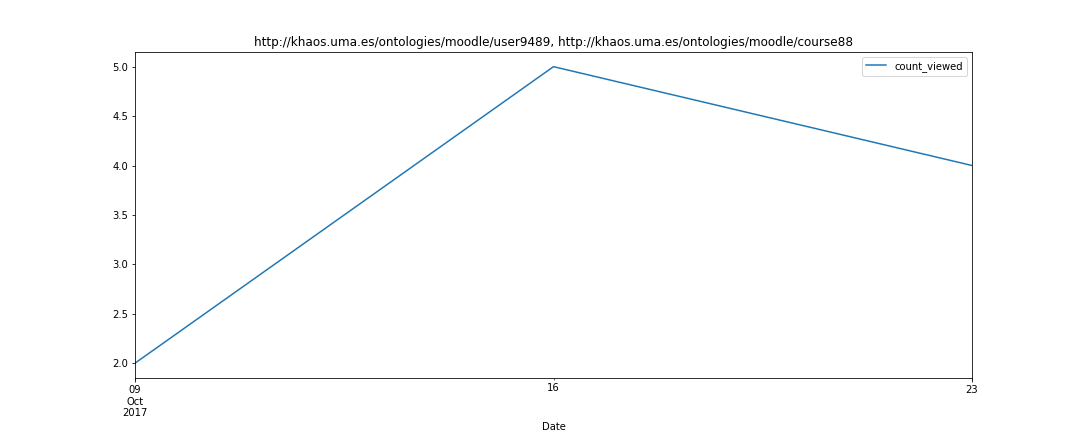 http://khaos.uma.es/ontologies/moodle/user9489, http://khaos.uma.es/ontologies/moodle/course88
count_viewed
5.0
4.5
4.0
3.5
3.0
2.5
2.0
09
Oct
2017
16
23
Date